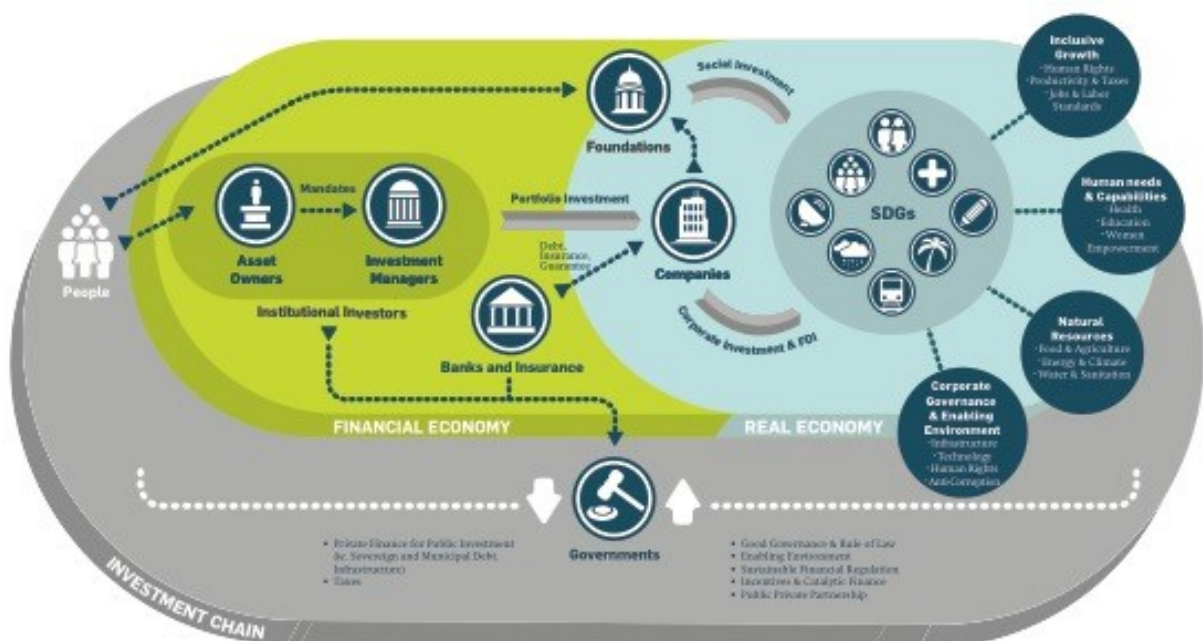 Inclusive
Growth
·Human Rights
·Productivity & Taxes
·Jobs & Labor
Standards
Social Investment
Foundations
Human needs
& Capabilities
·Health
·Education
·Women
Empowerment
Mandates
Portfolio Investment
SDGs
People
Asset
Owners
Investment
Managers
Debt,
Insurance,
Guarantee
Companies
Institutional Investors
Corporate Investment & FDI
Natural
Resources
·Food & Agriculture
·Energy & Climate
·Water & Sanitation
Banks and Insurance
Corporate
Governance
& Enabling
Environment
·Infrastructure
·Technology
·Human Rights
·Anti-Corruption
FINANCIAL ECONOMY
REAL ECONOMY
Governments
• Private Finance for Public Investment
(ie. Sovereign and Municipal Debt,
Infrastructure)
• Taxes
• Good Governance & Rule of Law
• Enabling Environment
• Sustainable Financial Regulation
• Incentives & Catalytic Finance
• Public Private Partnership
INVESTMENT CHAIN